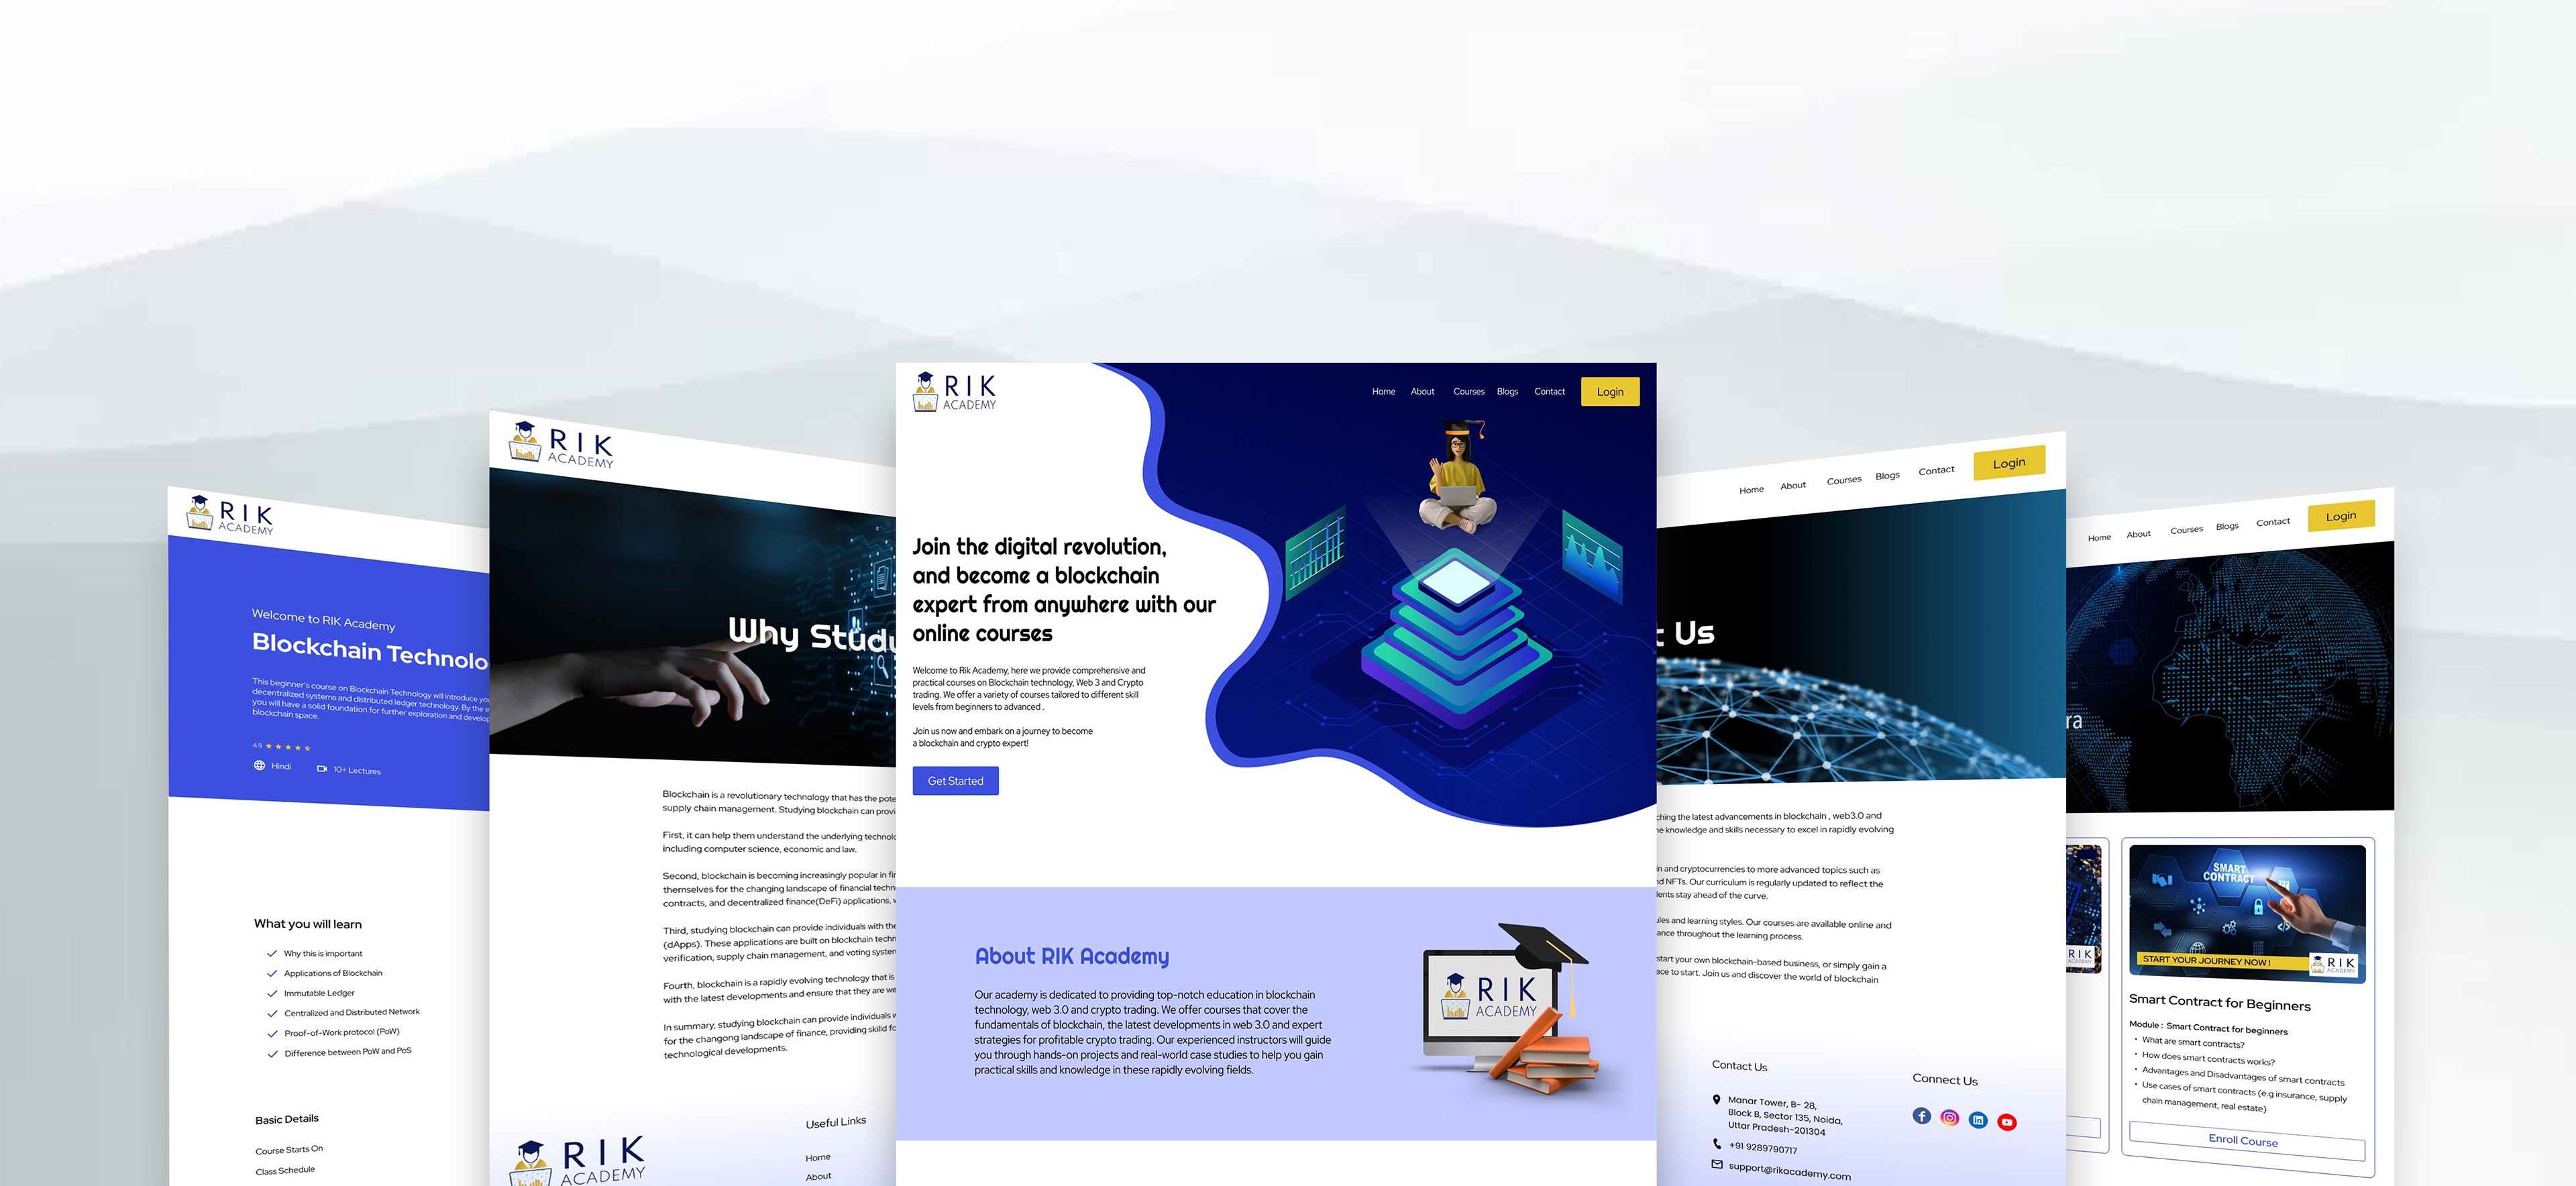 RIK
ACADEMY
Welcome to RIK Academy
Blockchain Technolo
This beginner's course on Blockchain Technology will introduce you
decentralized systems and distributed ledger technology. By the e
you will have a solid foundation for further exploration and develop
blockchain space.
4.9
Hindi
10+ Lectures
What you will learn
Why this is important
Applications of Blockchain
Immutable Ledger
Centralized and Distributed Network
Proof-of-Work protocol (PoW)
Difference between PoW and PoS
Basic Details
Course Starts On
Class Schedule
RIK
ACADEMY
Why Study
Blockchain is a revolutionary technology that has the pote
supply chain management. Studying blockchain can provi
First, it can help them understand the underlying technolo
including computer science, economic and law.
Second, blockchain is becoming increasingly popular in fi
themselves for the changing landscape of financial techn
contracts, and decentralized finance(DeFi) applications,
Third, studying blockchain can provide individuals with the
(dApps). These applications are built on blockchain techn
verification, supply chain management, and voting system
Fourth, blockchain is a rapidly evolving technology that is
with the latest developments and ensure that they are we
In summary, studying blockchain can provide individuals w
for the changong landscape of finance, providing skilld fo
technological developments.
RIK
ACADEMY
Useful Links
Home
About
RIK
ACADEMY
Home About Courses Blogs Contact Login
Join the digital revolution,
and become a blockchain
expert from anywhere with our
online courses
Welcome to Rik Academy, here we provide comprehensive and
practical courses on Blockchain technology, Web 3 and Crypto
trading. We offer a variety of courses tailored to different skill
levels from beginners to advanced .
Join us now and embark on a journey to become
a blockchain and crypto expert!
Get Started
About RIK Academy
Our academy is dedicated to providing top-notch education in blockchain
technology, web 3.0 and crypto trading. We offer courses that cover the
fundamentals of blockchain, the latest developments in web 3.0 and expert
strategies for profitable crypto trading. Our experienced instructors will guide
you through hands-on projects and real-world case studies to help you gain
practical skills and knowledge in these rapidly evolving fields.
RIK
ACADEMY
Home About Courses Blogs Contact Login
t Us
ching the latest advancements in blockchain , web3.0 and
e knowledge and skills necessary to excel in rapidly evolving
in and cryptocurrencies to more advanced topics such as
nd NFTs. Our curriculum is regularly updated to reflect the
dents stay ahead of the curve.
ules and learning styles. Our courses are available online and
ance throughout the learning process.
start your own blockchain-based business, or simply gain a
ace to start. Join us and discover the world of blockchain
Contact Us
Manar Tower, B- 28,
Block B, Sector 135, Noida,
Uttar Pradesh-201304
+91 9289790717
support@rikacademy.com
Connect Us
Home About Courses Blogs Contact Login
ra
RIK
SMART
CONTRACT
START YOUR JOURNEY NOW !
RIK
ACADEMY
Smart Contract for Beginners
Module : Smart Contract for beginners
• What are smart contracts?
• How does smart contracts works?
• Advantages and Disadvantages of smart contracts
• Use cases of smart contracts (e.g insurance, supply
chain management, real estate)
Enroll Course